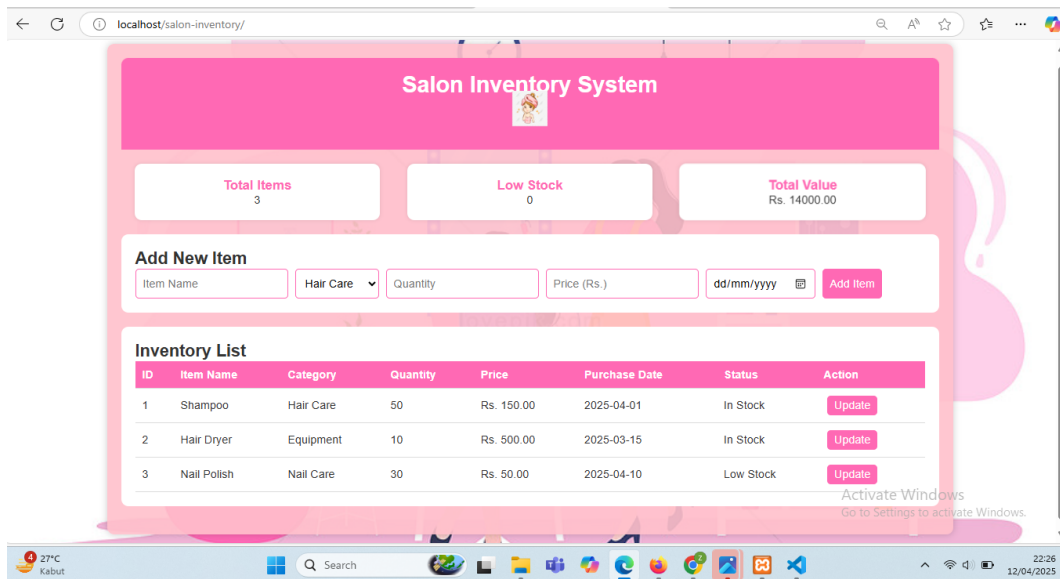 localhost/salon-inventory/
Salon Inventory System
Total Items
3
Low Stock
0
Total Value
Rs. 14000.00
Add New Item
Item Name Hair Care Quantity Price (Rs.) dd/mm/yyyy Add Item
Inventory List
ID Item Name Category Quantity Price Purchase Date Status Action
1 Shampoo Hair Care 50 Rs. 150.00 2025-04-01 In Stock Update
2 Hair Dryer Equipment 10 Rs. 500.00 2025-03-15 In Stock Update
3 Nail Polish Nail Care 30 Rs. 50.00 2025-04-10 Low Stock Update
Activate Windows
Go to Settings to activate Windows.
4 27°C
Kabut
Search
22:26
12/04/2025